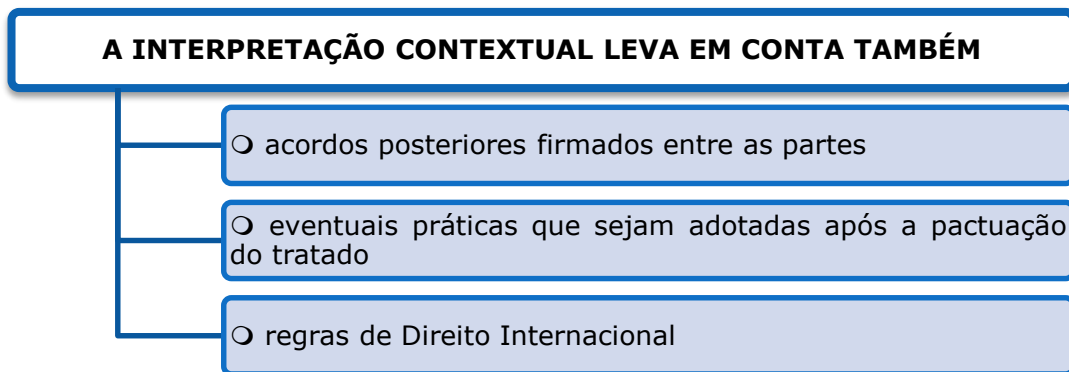 A INTERPRETAÇÃO CONTEXTUAL LEVA EM CONTA TAMBÉM
❍ acordos posteriores firmados entre as partes
❍ eventuais práticas que sejam adotadas após a pactuação
do tratado
❍ regras de Direito Internacional